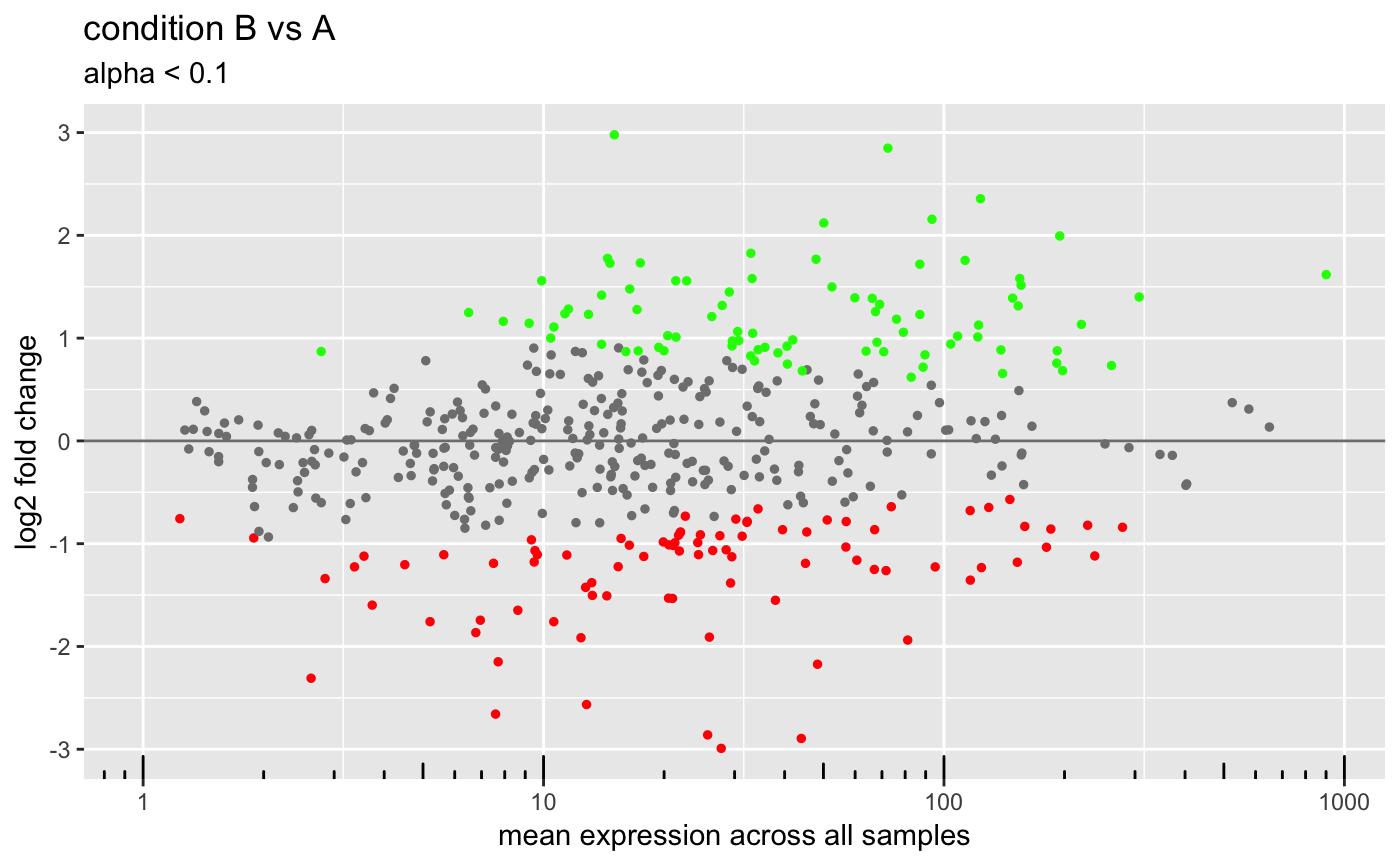 condition B vs A
alpha < 0.1
3
2
1
0
-1
-2
-3
log2 fold change
1 10 100 1000
mean expression across all samples